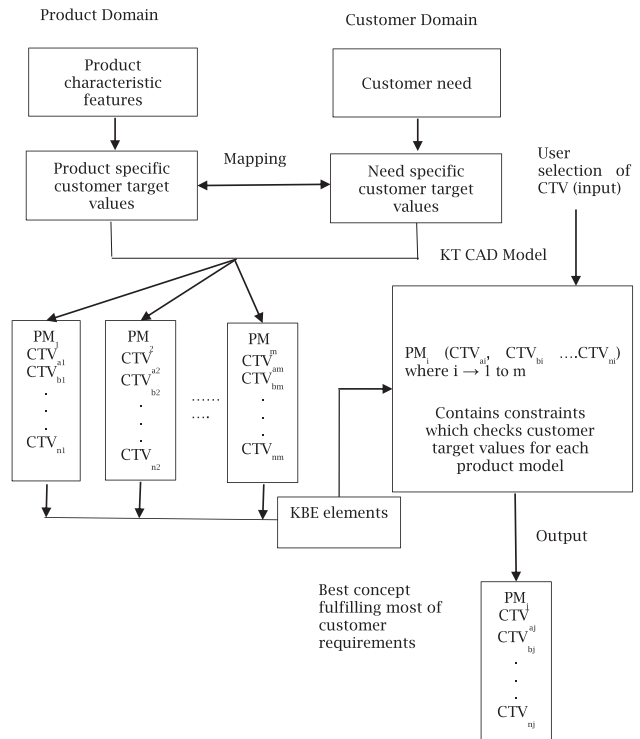 Product Domain
Customer Domain
Product
characteristic
features
Customer need
Product specific
customer target
values
Mapping
Need specific
customer target
values
User
selection of
CTV (input)
KT CAD Model
PM1
CTVa1
CTVb1
.
.
.
CTVn1
PM2
CTVa2
CTVb2
.
.
.
CTVn2
......
....
PMm
CTVam
CTVbm
.
.
.
CTVnm
PMi (CTVai, CTVbi ....CTVni)
where i → 1 to m
Contains constraints
which checks customer
target values for each
product model
KBE elements
Output
Best concept
fulfilling most of
customer
requirements
PMj
CTVaj
CTVbj
.
.
.
CTVnj